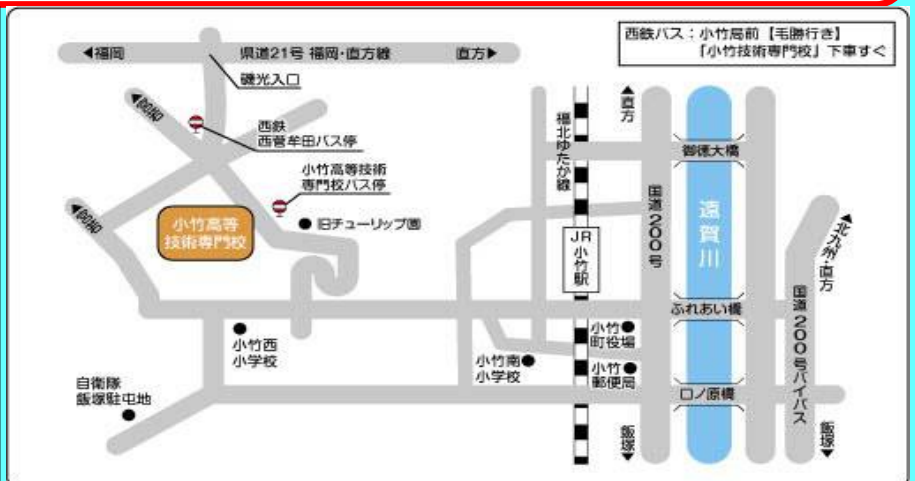 西鉄バス：小竹局前【毛勝行き】
「小竹技術専門校」下車すぐ
◀福岡
県道21号 福岡・直方線
直方▶
磯光入口
西鉄
西菅牟田バス停
小竹高等技術
専門校バス停
●旧チューリップ園
小竹高等
技術専門校
福北ゆたか線
▲直方
御徳大橋
国道200号
遠賀川
JR
小竹駅
▲北九州・直方
ふれあい橋
国道200号バイパス
小竹西
小学校
小竹
町役場
小竹南
小学校
小竹
郵便局
口ノ原橋
自衛隊
飯塚駐屯地
飯塚▼
飯塚▼